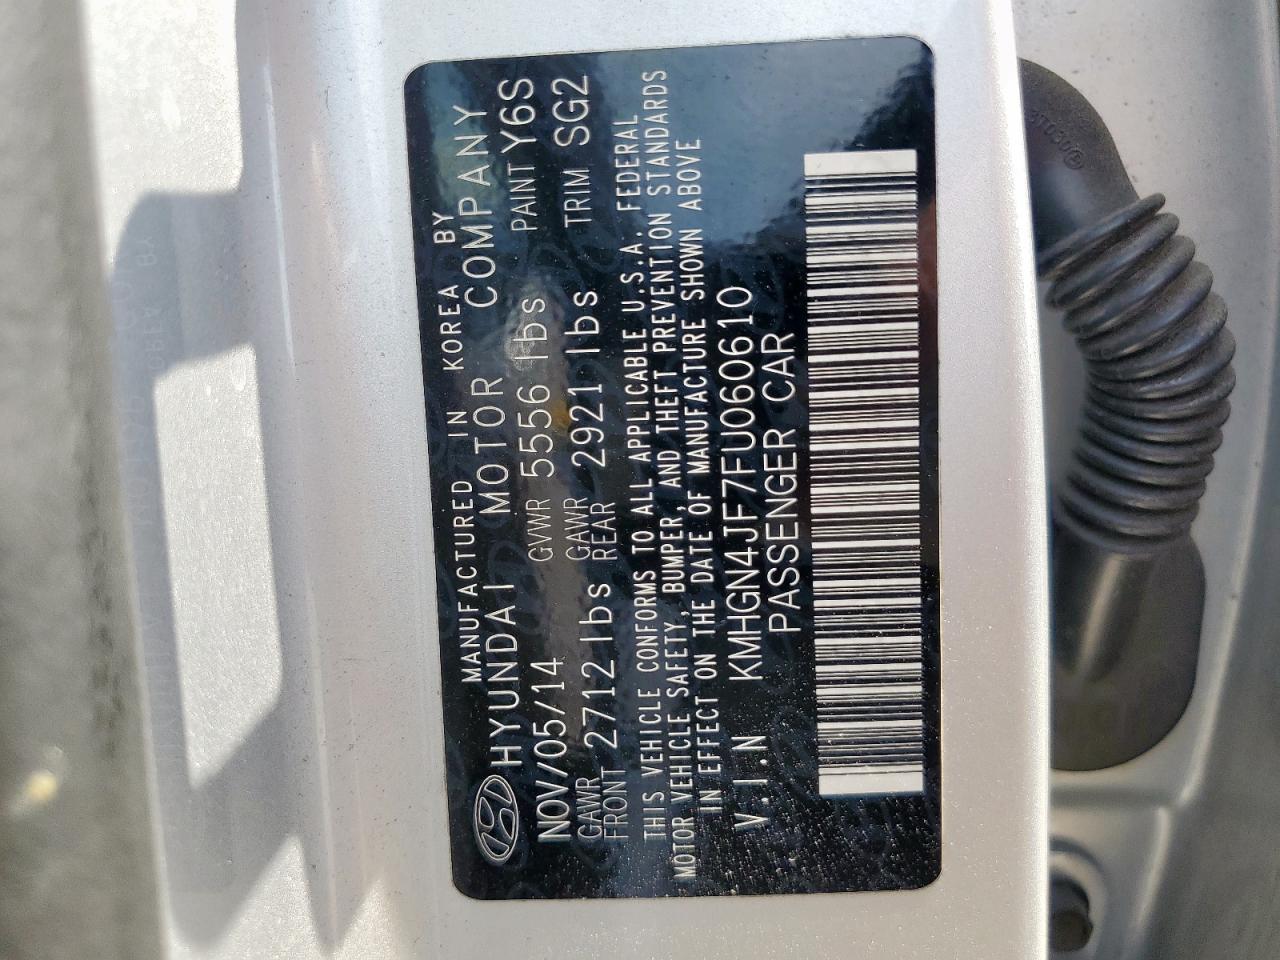 MANUFACTURED IN KOREA BY
HYUNDAI MOTOR COMPANY
NOV/05/14 GVWR 5556 lbs PAINT Y6S
GAWR FRONT 2712 lbs GAWR REAR 2921 lbs TRIM SG2
THIS VEHICLE CONFORMS TO ALL APPLICABLE U.S.A. FEDERAL
MOTOR VEHICLE SAFETY, BUMPER, AND THEFT PREVENTION STANDARDS
IN EFFECT ON THE DATE OF MANUFACTURE SHOWN ABOVE
V.I.N KMHGN4JF7FU060610
PASSENGER CAR